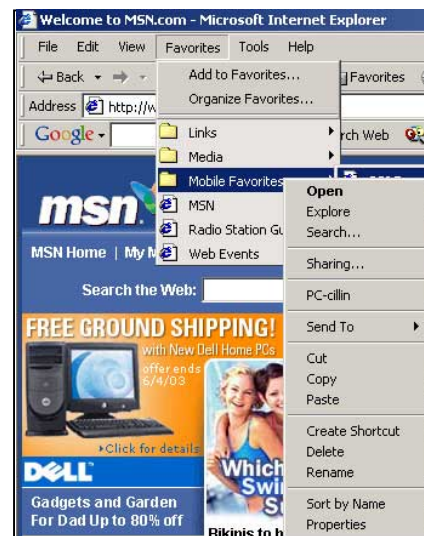 Welcome to MSN.com - Microsoft Internet Explorer
File Edit View Favorites Tools Help
Back Favorites
Add to Favorites...
Address http://w
Organize Favorites...
Google rch Web
Links
Media
Mobile Favorites
MSN
Radio Station Gu
Web Events
Open
Explore
Search...
Sharing...
PC-cillin
Send To
Cut
Copy
Paste
Create Shortcut
Delete
Rename
Sort by Name
Properties
msn
MSN Home | My M
Search the Web:
FREE GROUND SHIPPING!
with New Dell Home PCs
offer ends
6/4/03
Click for details
DELL
Which
Swi
S
Gadgets and Garden
For Dad Up to 80% off
Bikinis to h